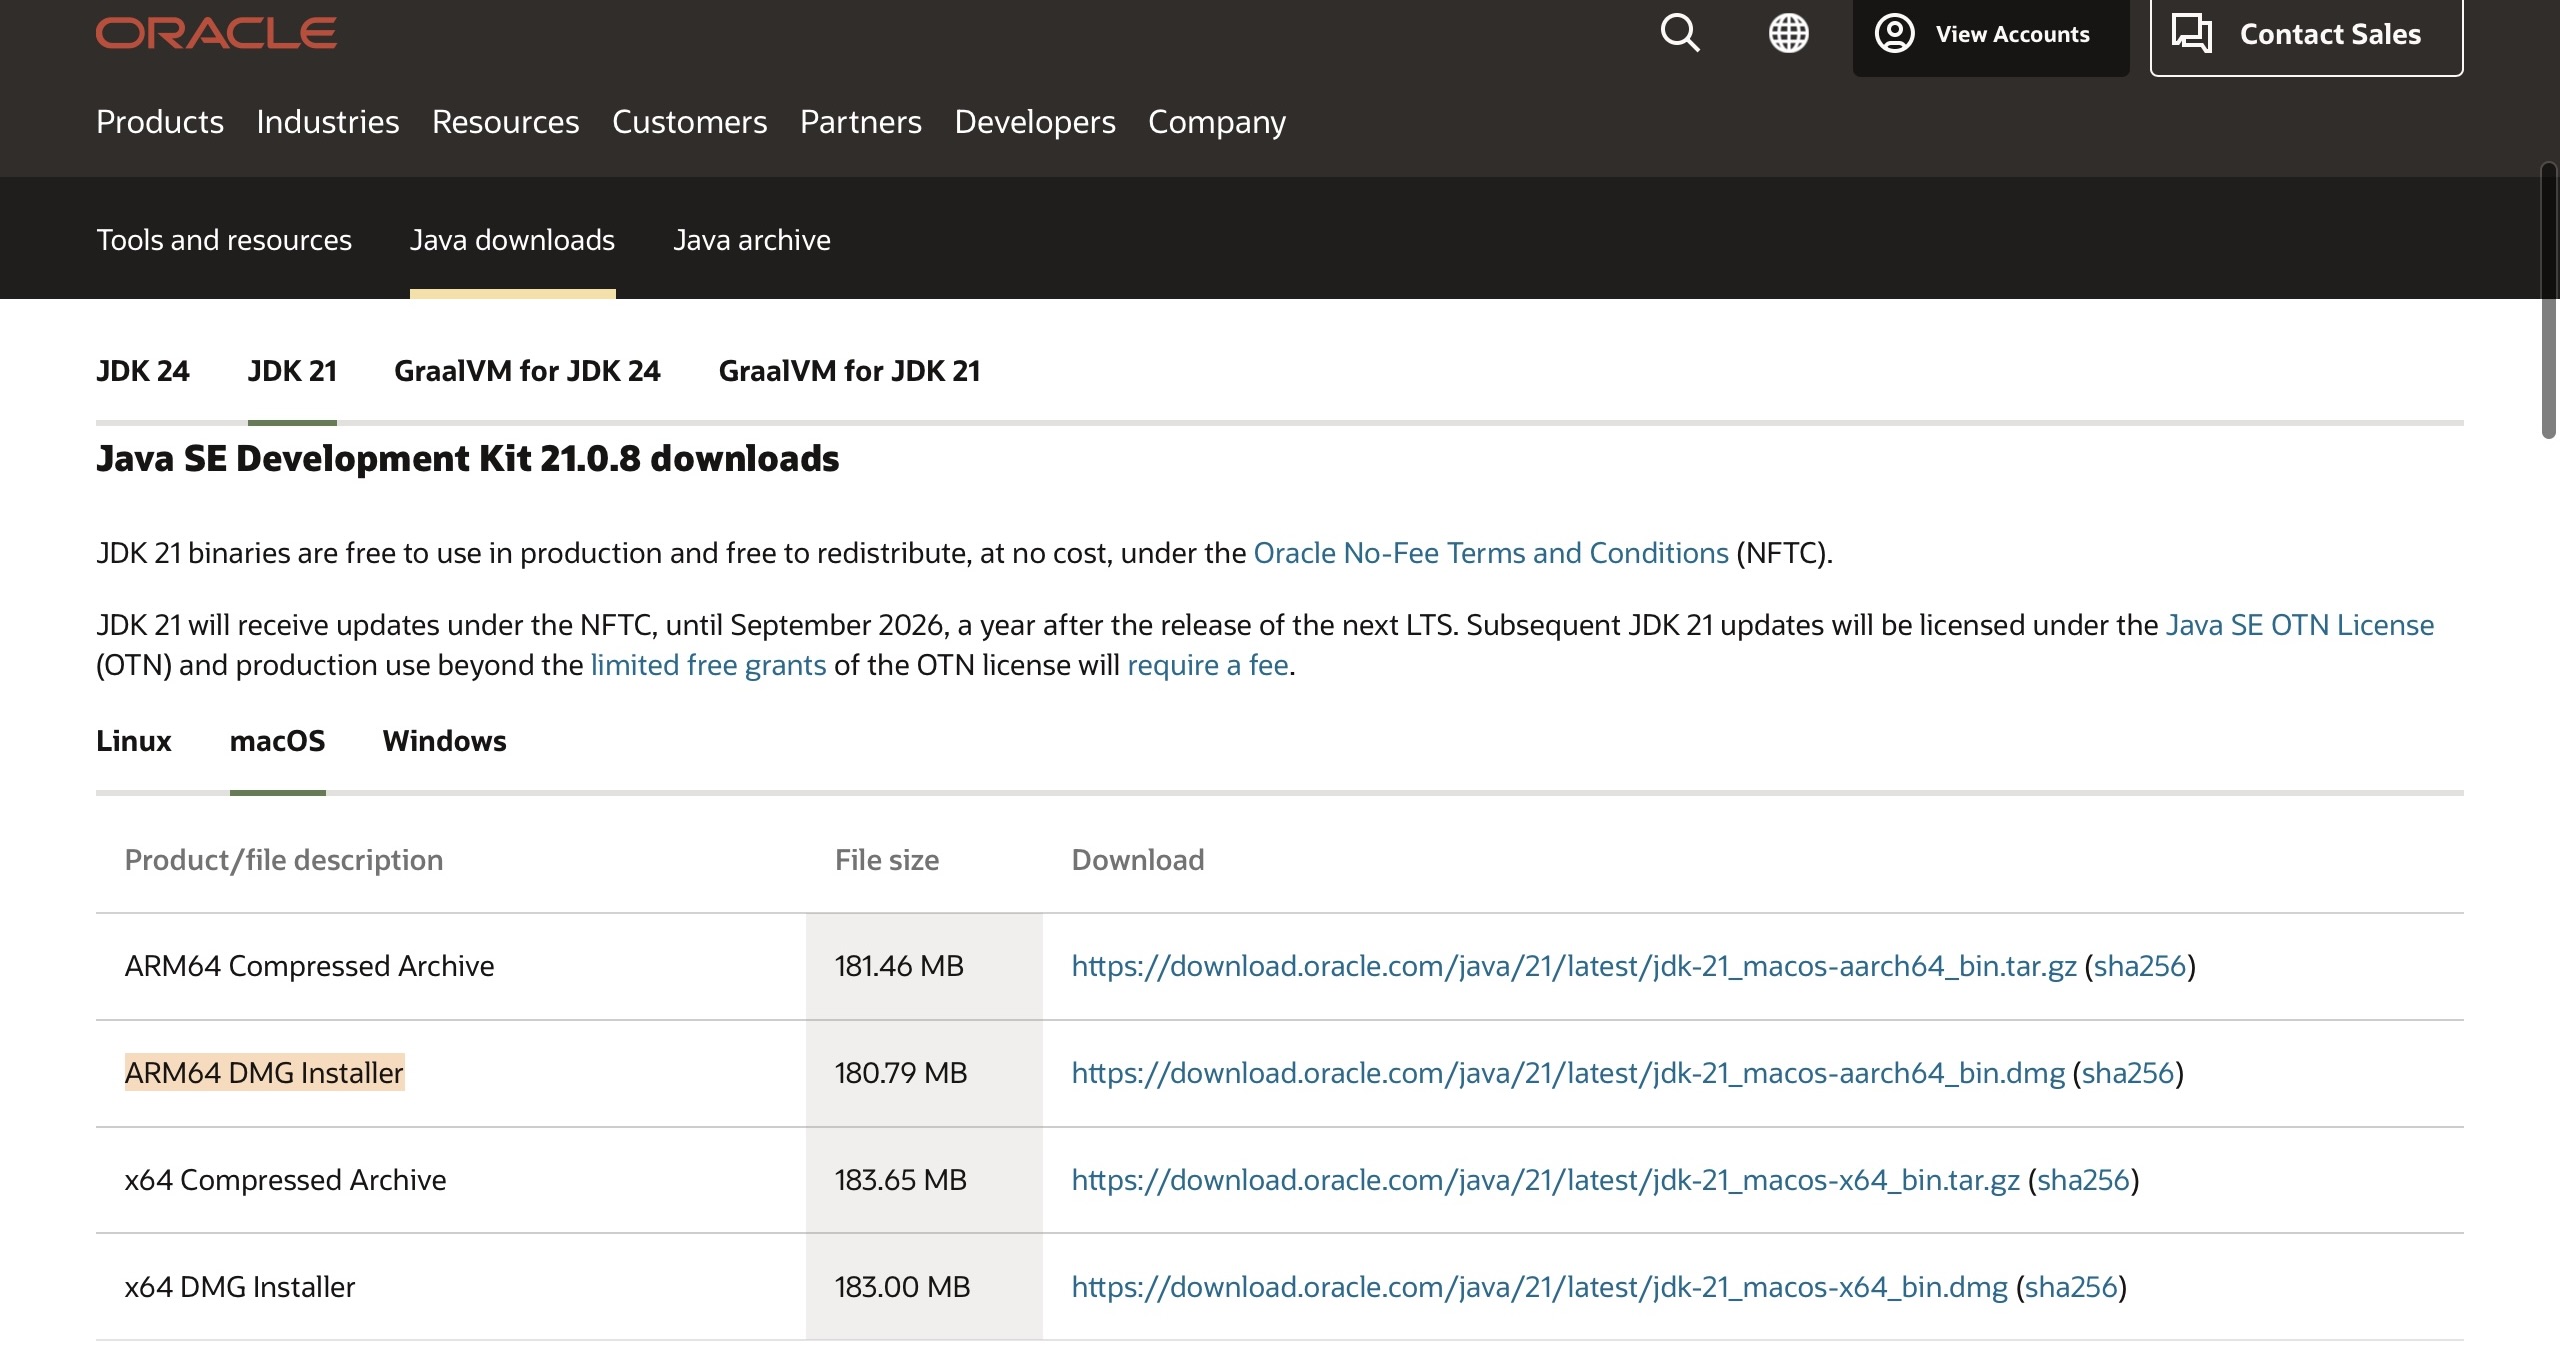 ORACLE
View Accounts
Contact Sales
Products Industries Resources Customers Partners Developers Company
Tools and resources Java downloads Java archive
JDK 24 JDK 21 GraalVM for JDK 24 GraalVM for JDK 21
Java SE Development Kit 21.0.8 downloads
JDK 21 binaries are free to use in production and free to redistribute, at no cost, under the Oracle No-Fee Terms and Conditions (NFTC).
JDK 21 will receive updates under the NFTC, until September 2026, a year after the release of the next LTS. Subsequent JDK 21 updates will be licensed under the Java SE OTN License
(OTN) and production use beyond the limited free grants of the OTN license will require a fee.
Linux macOS Windows
Product/file description File size Download
ARM64 Compressed Archive 181.46 MB https://download.oracle.com/java/21/latest/jdk-21_macos-aarch64_bin.tar.gz (sha256)
ARM64 DMG Installer 180.79 MB https://download.oracle.com/java/21/latest/jdk-21_macos-aarch64_bin.dmg (sha256)
x64 Compressed Archive 183.65 MB https://download.oracle.com/java/21/latest/jdk-21_macos-x64_bin.tar.gz (sha256)
x64 DMG Installer 183.00 MB https://download.oracle.com/java/21/latest/jdk-21_macos-x64_bin.dmg (sha256)